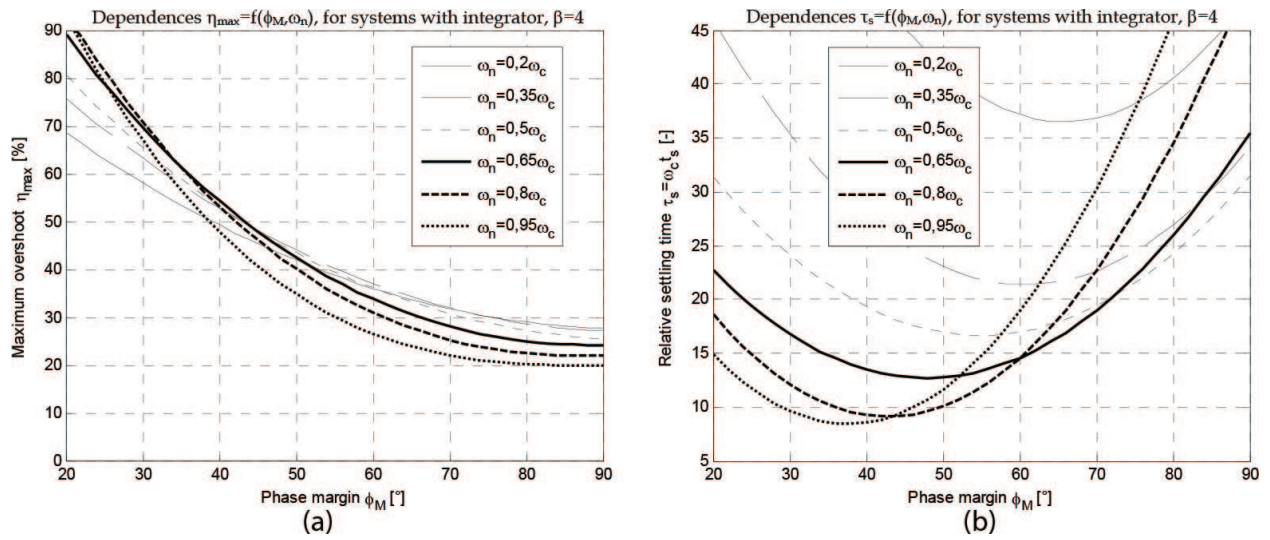 Dependences η_max=f(ϕ_M,ω_n), for systems with integrator, β=4
90
80
70
60
50
40
30
20
10
0
Maximum overshoot η_max [%]
ω_n=0,2ω_c
ω_n=0,35ω_c
ω_n=0,5ω_c
ω_n=0,65ω_c
ω_n=0,8ω_c
ω_n=0,95ω_c
20 30 40 50 60 70 80 90
Phase margin ϕ_M [°]
(a)
Dependences τ_s=f(ϕ_M,ω_n), for systems with integrator, β=4
45
40
35
30
25
20
15
10
5
Relative settling time τ_s=ω_c t_s [-]
ω_n=0,2ω_c
ω_n=0,35ω_c
ω_n=0,5ω_c
ω_n=0,65ω_c
ω_n=0,8ω_c
ω_n=0,95ω_c
20 30 40 50 60 70 80 90
Phase margin ϕ_M [°]
(b)